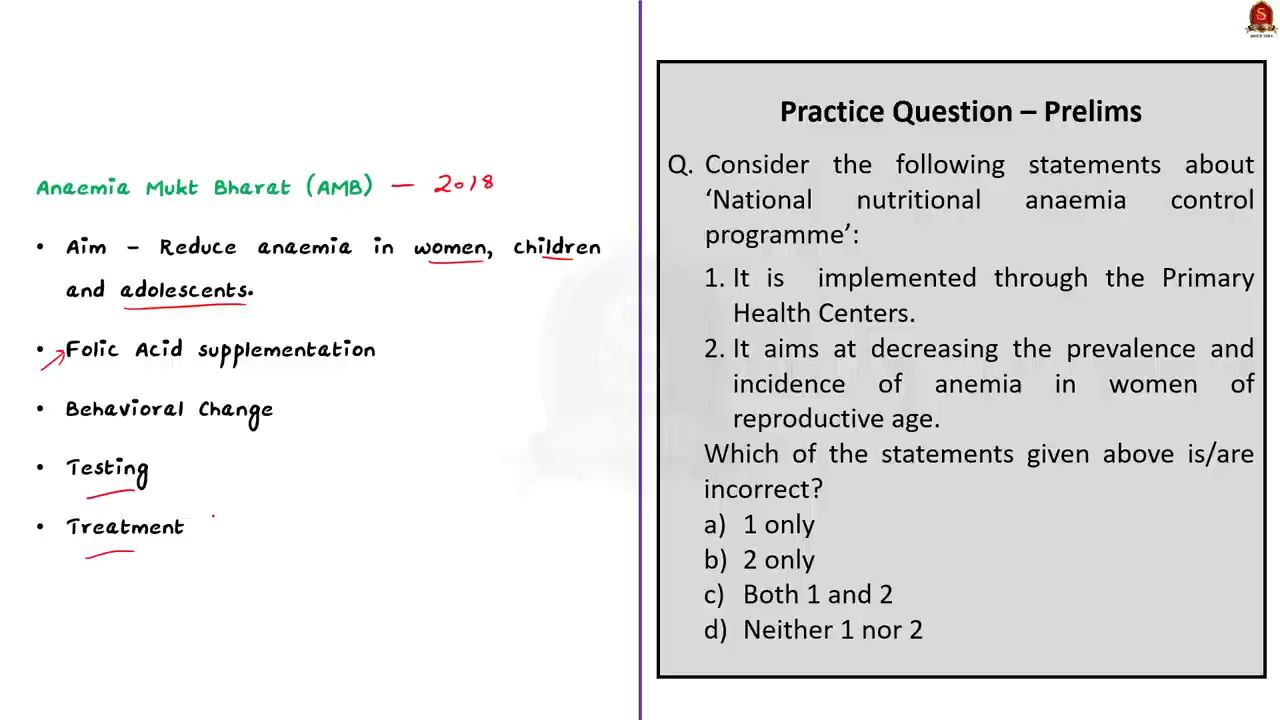 Anaemia Mukt Bharat (AMB) – 2018
• Aim – Reduce anaemia in women, children
and adolescents.
• Folic Acid supplementation
• Behavioral Change
• Testing
• Treatment
Practice Question – Prelims
Q. Consider the following statements about
‘National nutritional anaemia control
programme’:
1. It is implemented through the Primary
Health Centers.
2. It aims at decreasing the prevalence and
incidence of anemia in women of
reproductive age.
Which of the statements given above is/are
incorrect?
a) 1 only
b) 2 only
c) Both 1 and 2
d) Neither 1 nor 2